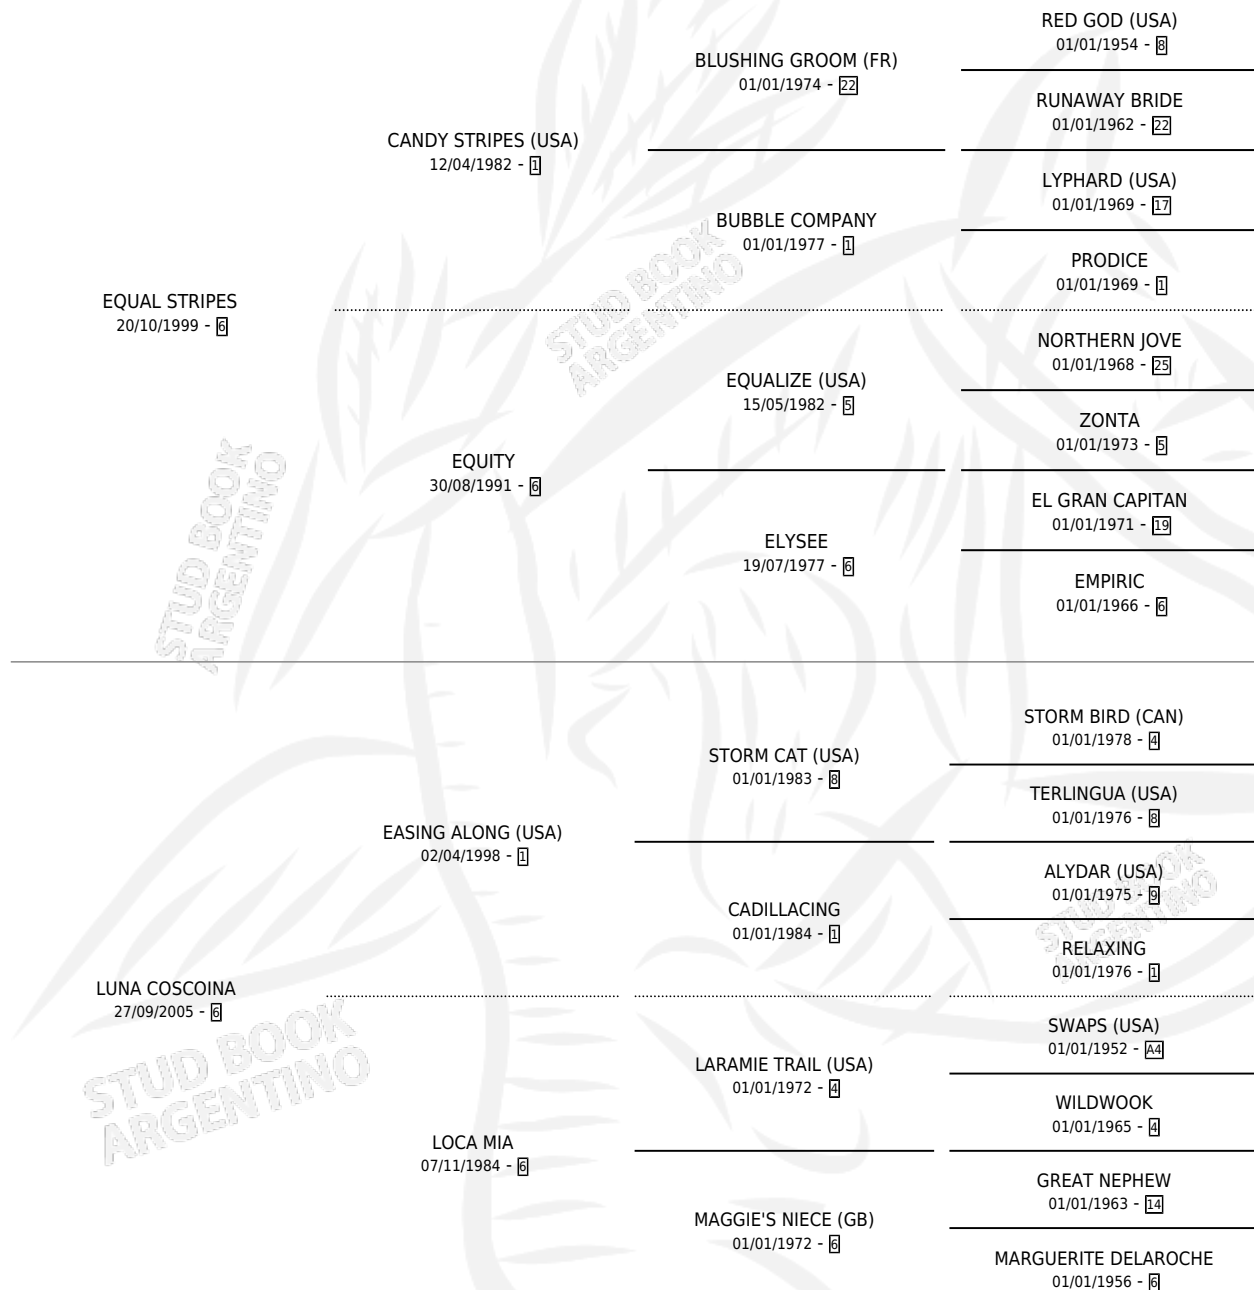 RED GOD (USA)
01/01/1954 - 8
BLUSHING GROOM (FR)
01/01/1974 - 22
RUNAWAY BRIDE
01/01/1962 - 22
CANDY STRIPES (USA)
12/04/1982 - 1
LYPHARD (USA)
01/01/1969 - 17
BUBBLE COMPANY
01/01/1977 - 1
PRODICE
01/01/1969 - 1
EQUAL STRIPES
20/10/1999 - 6
STUD BOOK
ARGENTINO
NORTHERN JOVE
01/01/1968 - 25
EQUALIZE (USA)
15/05/1982 - 5
ZONTA
01/01/1973 - 5
EQUITY
30/08/1991 - 6
EL GRAN CAPITAN
01/01/1971 - 19
ELYSEE
19/07/1977 - 6
EMPIRIC
01/01/1966 - 6
STUD BOOK
ARGENTINO
STORM BIRD (CAN)
01/01/1978 - 4
STORM CAT (USA)
01/01/1983 - 8
TERLINGUA (USA)
01/01/1976 - 8
EASING ALONG (USA)
02/04/1998 - 1
ALYDAR (USA)
01/01/1975 - 9
CADILLACING
01/01/1984 - 1
RELAXING
01/01/1976 - 1
STUD BOOK
ARGENTINO
LUNA COSCOINA
27/09/2005 - 6
STUD BOOK
ARGENTINO
SWAPS (USA)
01/01/1952 - A4
LARAMIE TRAIL (USA)
01/01/1972 - 4
WILDWOOK
01/01/1965 - 4
LOCA MIA
07/11/1984 - 6
GREAT NEPHEW
01/01/1963 - 14
MAGGIE'S NIECE (GB)
01/01/1972 - 6
MARGUERITE DELAROCHE
01/01/1956 - 6